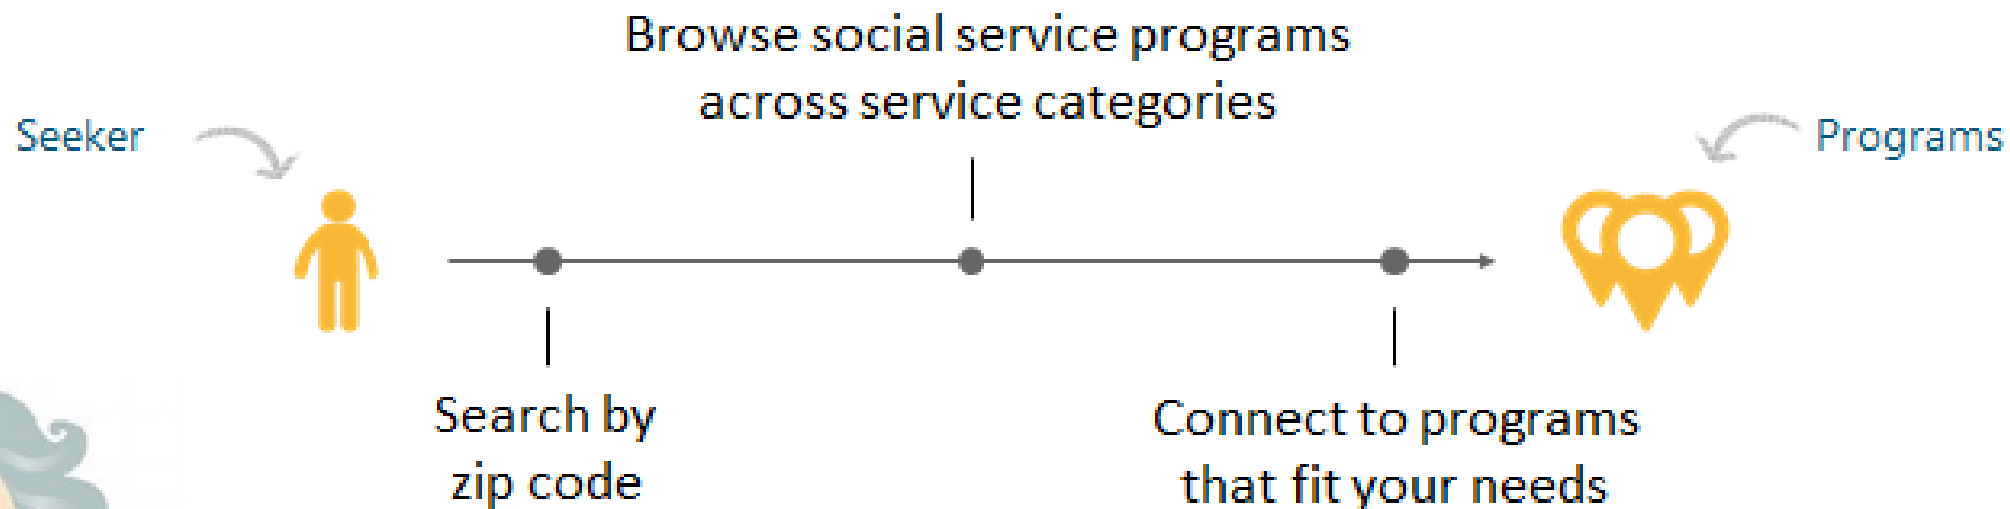 Browse social service programs
across service categories
Seeker
Programs
Search by
zip code
Connect to programs
that fit your needs